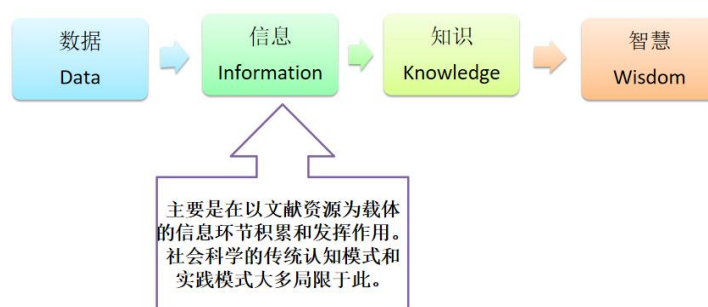 数据
Data
信息
Information
知识
Knowledge
智慧
Wisdom
主要是在以文献资源为载体
的信息环节积累和发挥作用。
社会科学的传统认知模式和
实践模式大多局限于此。